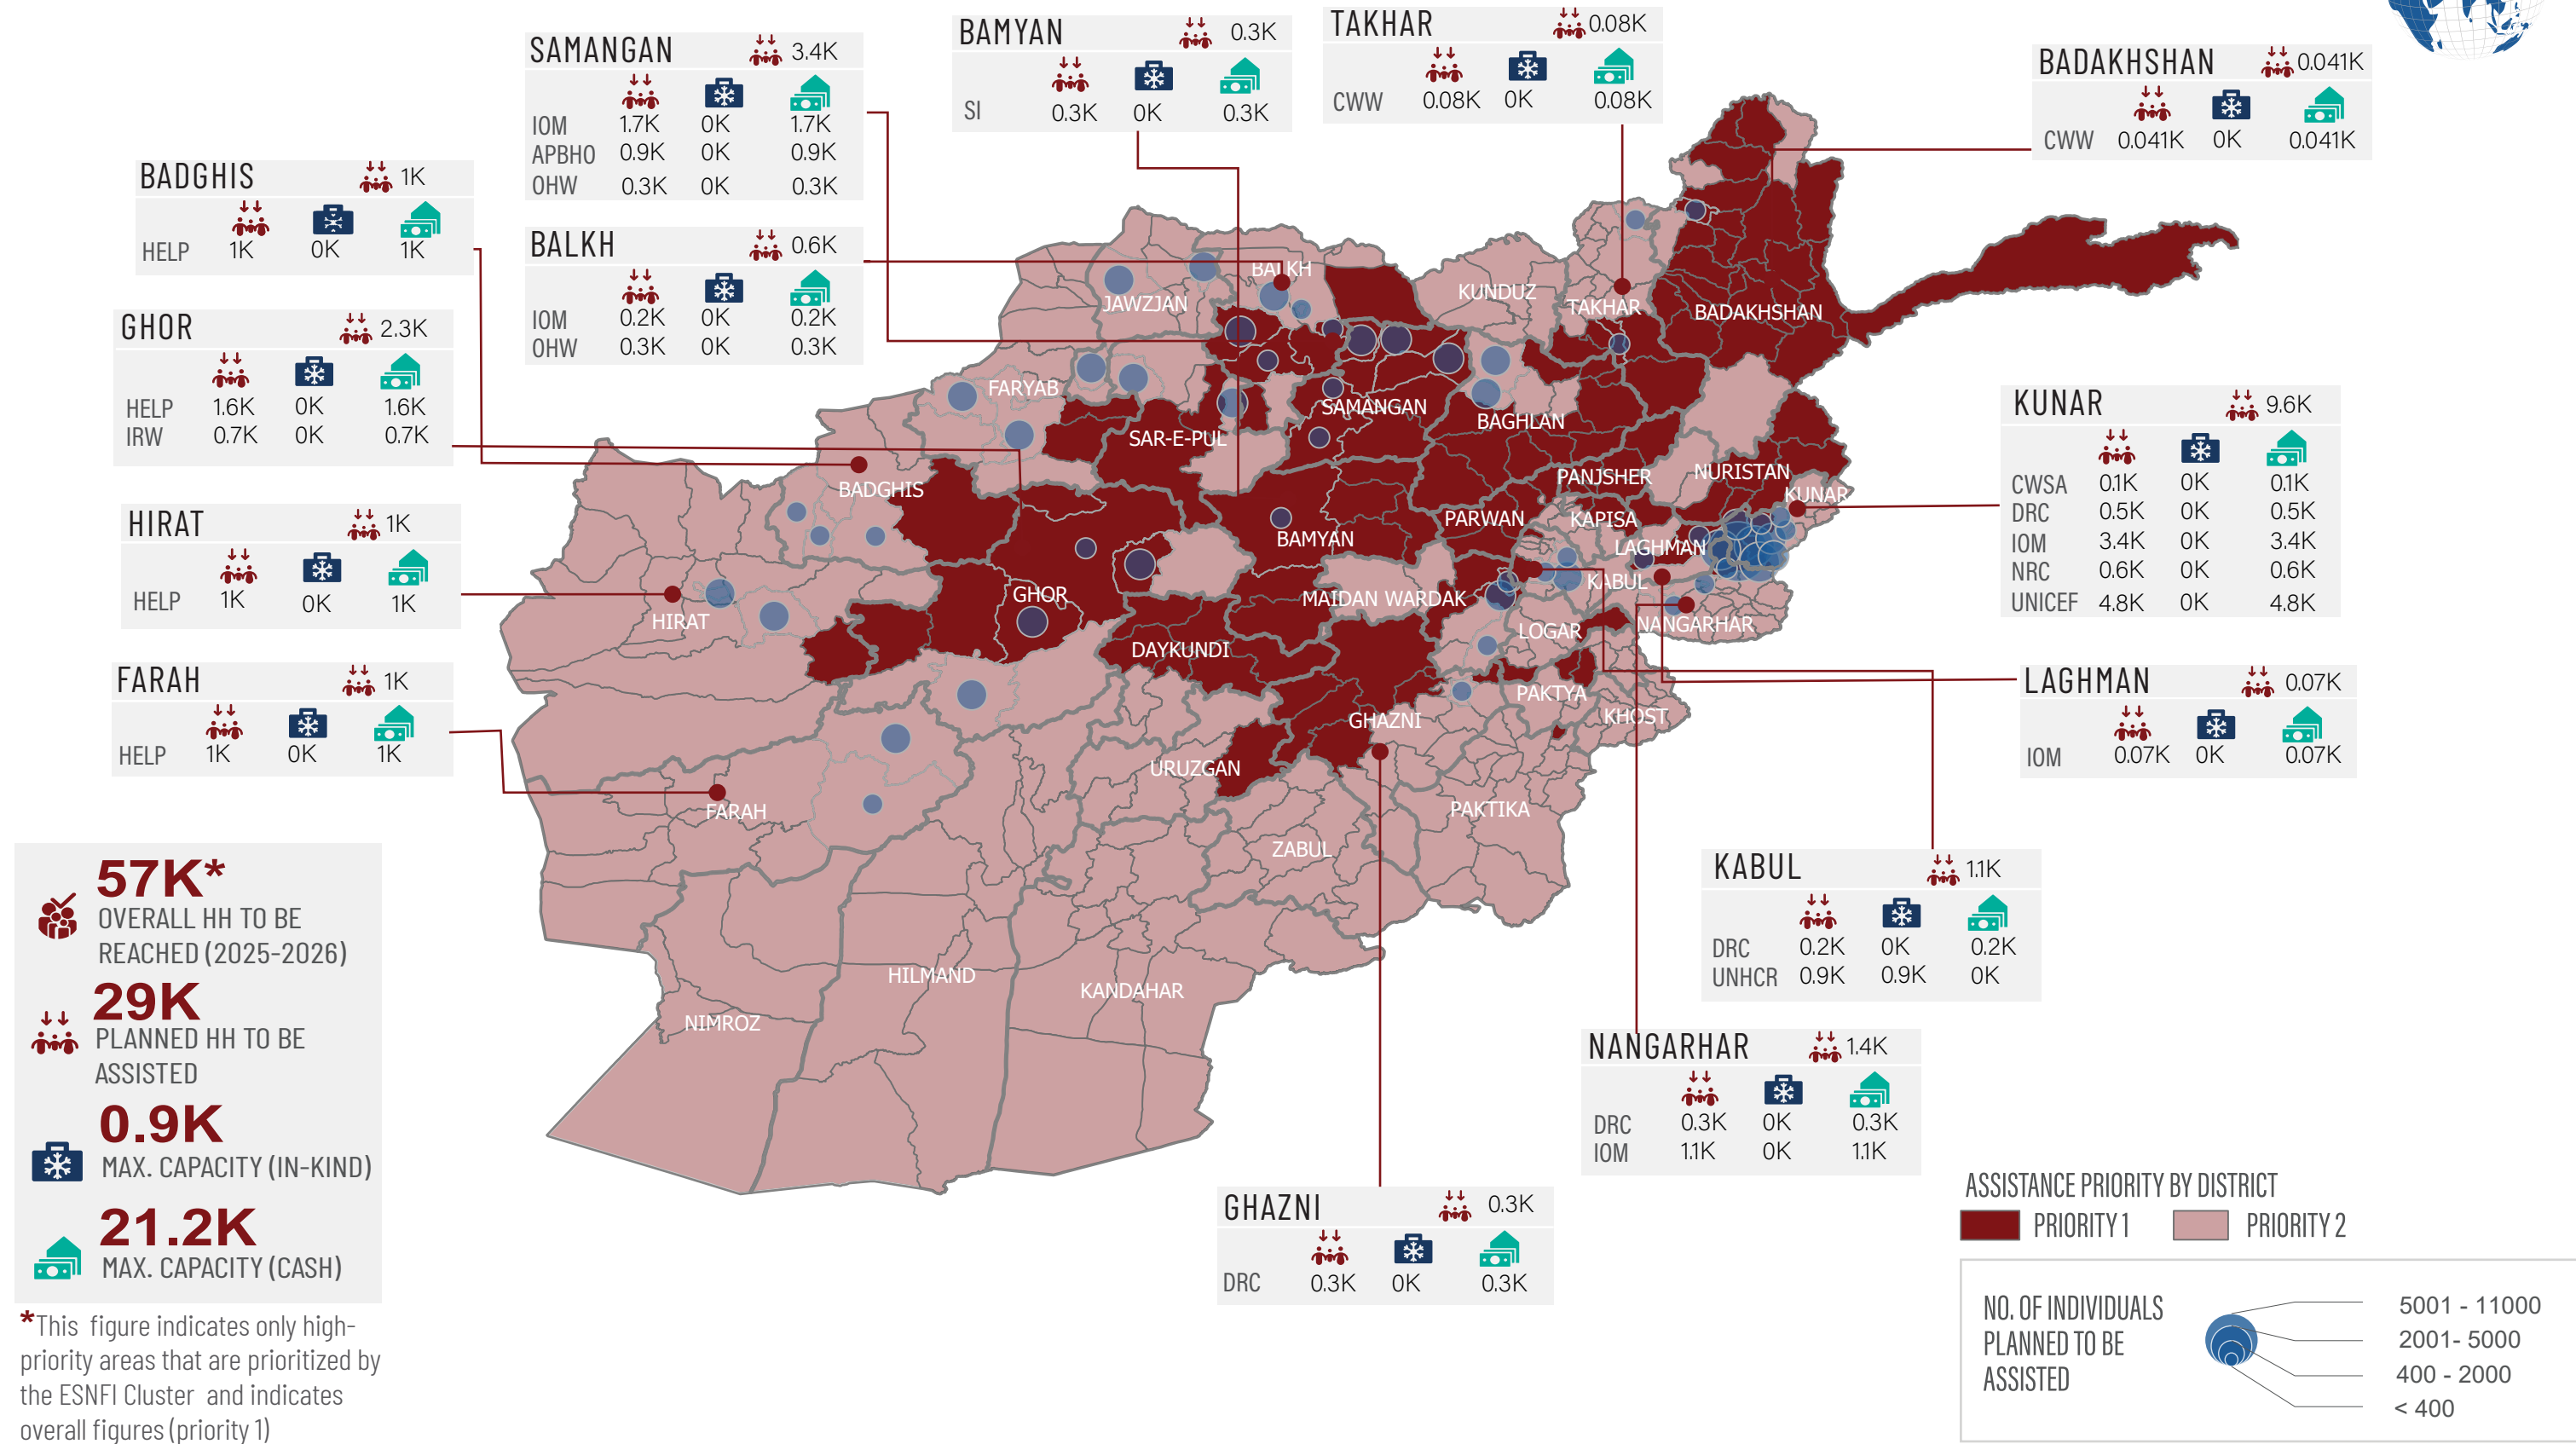 SAMANGAN 3.4K
IOM 1.7K 0K 1.7K
APBHO 0.9K 0K 0.9K
OHW 0.3K 0K 0.3K
BAMYAN 0.3K
SI 0.3K 0K 0.3K
TAKHAR 0.08K
CWW 0.08K 0K 0.08K
BADAKHSHAN 0.041K
CWW 0.041K 0K 0.041K
BADGHIS 1K
HELP 1K 0K 1K
BALKH 0.6K
IOM 0.2K 0K 0.2K
OHW 0.3K 0K 0.3K
GHOR 2.3K
HELP 1.6K 0K 1.6K
IRW 0.7K 0K 0.7K
HIRAT 1K
HELP 1K 0K 1K
FARAH 1K
HELP 1K 0K 1K
KUNAR 9.6K
CWSA 0.1K 0K 0.1K
DRC 0.5K 0K 0.5K
IOM 3.4K 0K 3.4K
NRC 0.6K 0K 0.6K
UNICEF 4.8K 0K 4.8K
LAGHMAN 0.07K
IOM 0.07K 0K 0.07K
KABUL 1.1K
DRC 0.2K 0K 0.2K
UNHCR 0.9K 0.9K 0K
NANGARHAR 1.4K
DRC 0.3K 0K 0.3K
IOM 1.1K 0K 1.1K
GHAZNI 0.3K
DRC 0.3K 0K 0.3K
BALKH
JAWZJAN
KUNDUZ
TAKHAR
BADAKHSHAN
FARYAB
SAMANGAN
BAGHLAN
SAR-E-PUL
PANJSHER
NURISTAN
KUNAR
BADGHIS
PARWAN
KAPISA
BAMYAN
LAGHMAN
KABUL
GHOR
MAIDAN WARDAK
HIRAT
LOGAR
NANGARHAR
DAYKUNDI
PAKTYA
KHOST
GHAZNI
URUZGAN
FARAH
PAKTIKA
ZABUL
HILMAND
KANDAHAR
NIMROZ
57K*
OVERALL HH TO BE
REACHED (2025-2026)
29K
PLANNED HH TO BE
ASSISTED
0.9K
MAX. CAPACITY (IN-KIND)
21.2K
MAX. CAPACITY (CASH)
*This figure indicates only high-
priority areas that are prioritized by
the ESNFI Cluster and indicates
overall figures (priority 1)
ASSISTANCE PRIORITY BY DISTRICT
PRIORITY 1 PRIORITY 2
NO. OF INDIVIDUALS
PLANNED TO BE
ASSISTED
5001 - 11000
2001- 5000
400 - 2000
< 400